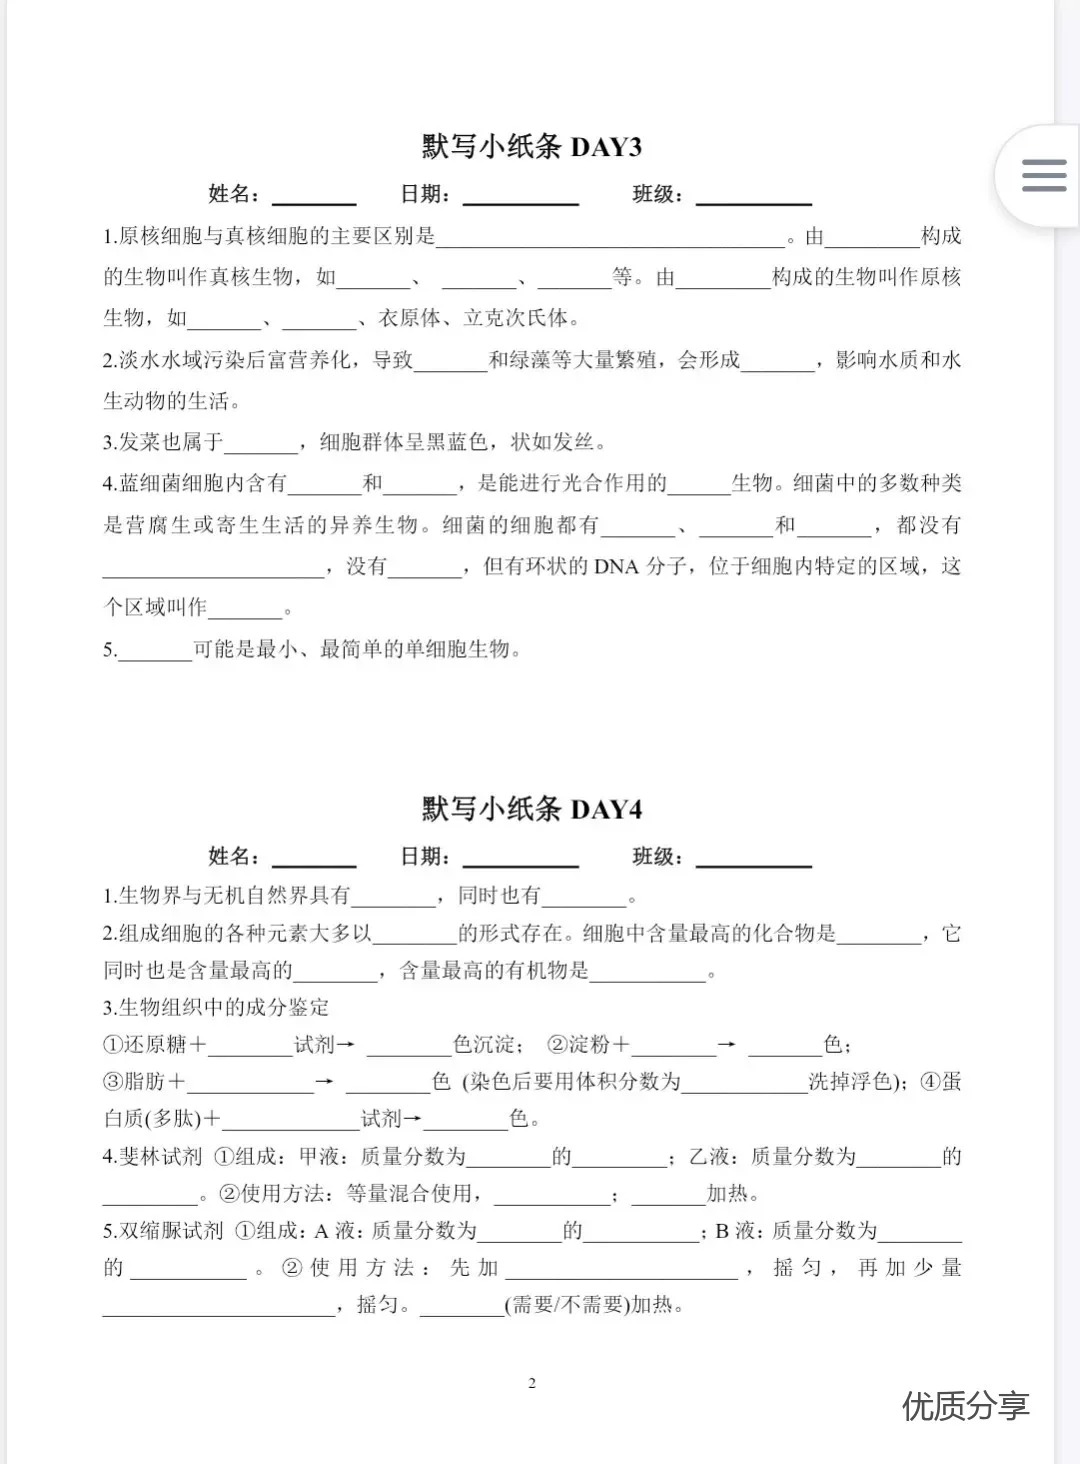 默写小纸条 DAY3
姓名：________ 日期：________ 班级：________
1.原核细胞与真核细胞的主要区别是________________________。由________构成
的生物叫作真核生物，如_______、_______、_______等。由_________构成的生物叫作原核
生物，如_______、_______、衣原体、立克次氏体。
2.淡水水域污染后富营养化，导致_______和绿藻等大量繁殖，会形成_______，影响水质和水
生动物的生活。
3.发菜也属于_______，细胞群体呈黑蓝色，状如发丝。
4.蓝细菌细胞内含有_______和_______，是能进行光合作用的______生物。细菌中的多数种类
是营腐生或寄生生活的异养生物。细菌的细胞都有_______、_______和_______，都没有
_____________________，没有_______，但有环状的 DNA 分子，位于细胞内特定的区域，这
个区域叫作_______。
5._______可能是最小、最简单的单细胞生物。
默写小纸条 DAY4
姓名：________ 日期：________ 班级：________
1.生物界与无机自然界具有________，同时也有________。
2.组成细胞的各种元素大多以________的形式存在。细胞中含量最高的化合物是________，它
同时也是含量最高的________，含量最高的有机物是___________。
3.生物组织中的成分鉴定
①还原糖＋________试剂→ ________色沉淀； ②淀粉＋________→ _______色；
③脂肪＋____________→ ________色 (染色后要用体积分数为____________洗掉浮色)；④蛋
白质(多肽)＋_____________试剂→________色。
4.斐林试剂 ①组成：甲液：质量分数为________的_________；乙液：质量分数为________的
_________。②使用方法：等量混合使用，___________；_______加热。
5.双缩脲试剂 ①组成：A 液：质量分数为________的___________；B 液：质量分数为________
的___________。②使用方法：先加______________________，摇匀，再加少量
______________________，摇匀。________(需要/不需要)加热。
2
优质分享